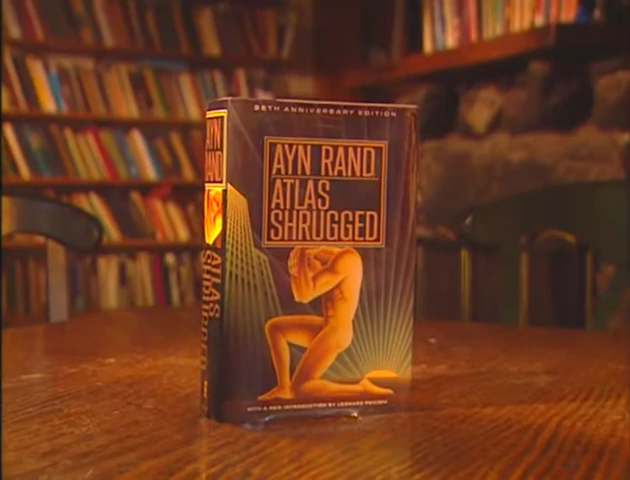 35TH ANNIVERSARY EDITION
AYN RAND
ATLAS
SHRUGGED
WITH A NEW INTRODUCTION BY LEONARD PEIKOFF
AYN
RAND
ATLAS
SHRUGGED